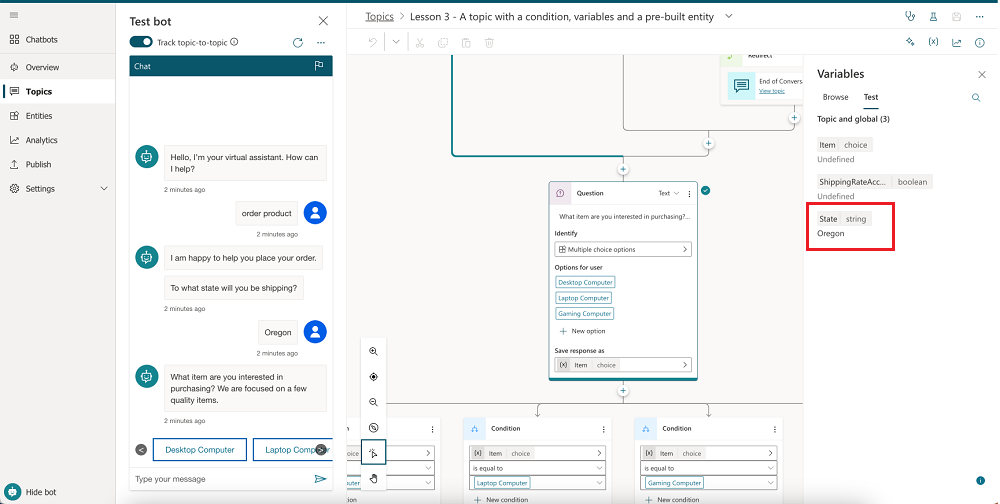 Chatbots
Overview
Topics
Entities
Analytics
Publish
Settings
Hide bot
Test bot
Track topic-to-topic
Chat
Hello, I'm your virtual assistant. How can
I help?
2 minutes ago
order product
2 minutes ago
I am happy to help you place your order.
To what state will you be shipping?
2 minutes ago
Oregon
2 minutes ago
What item are you interested in
purchasing? We are focused on a few
quality items.
2 minutes ago
< Desktop Computer Laptop Comp >
Type your message
Topics > Lesson 3 - A topic with a condition, variables and a pre-built entity
Redirect
End of Convers
View topic
Question Text
What item are you interested in purchasing?...
Identify
Multiple choice options
Options for user
Desktop Computer
Laptop Computer
Gaming Computer
New option
Save response as
{x} Item choice
choice
Condition
{x} Item choice
is equal to
Laptop Computer
New condition
Condition
{x} Item choice
is equal to
Gaming Computer
New condition
Variables
Browse Test
Topic and global (3)
Item choice
Undefined
ShippingRateAcc... boolean
Undefined
State string
Oregon